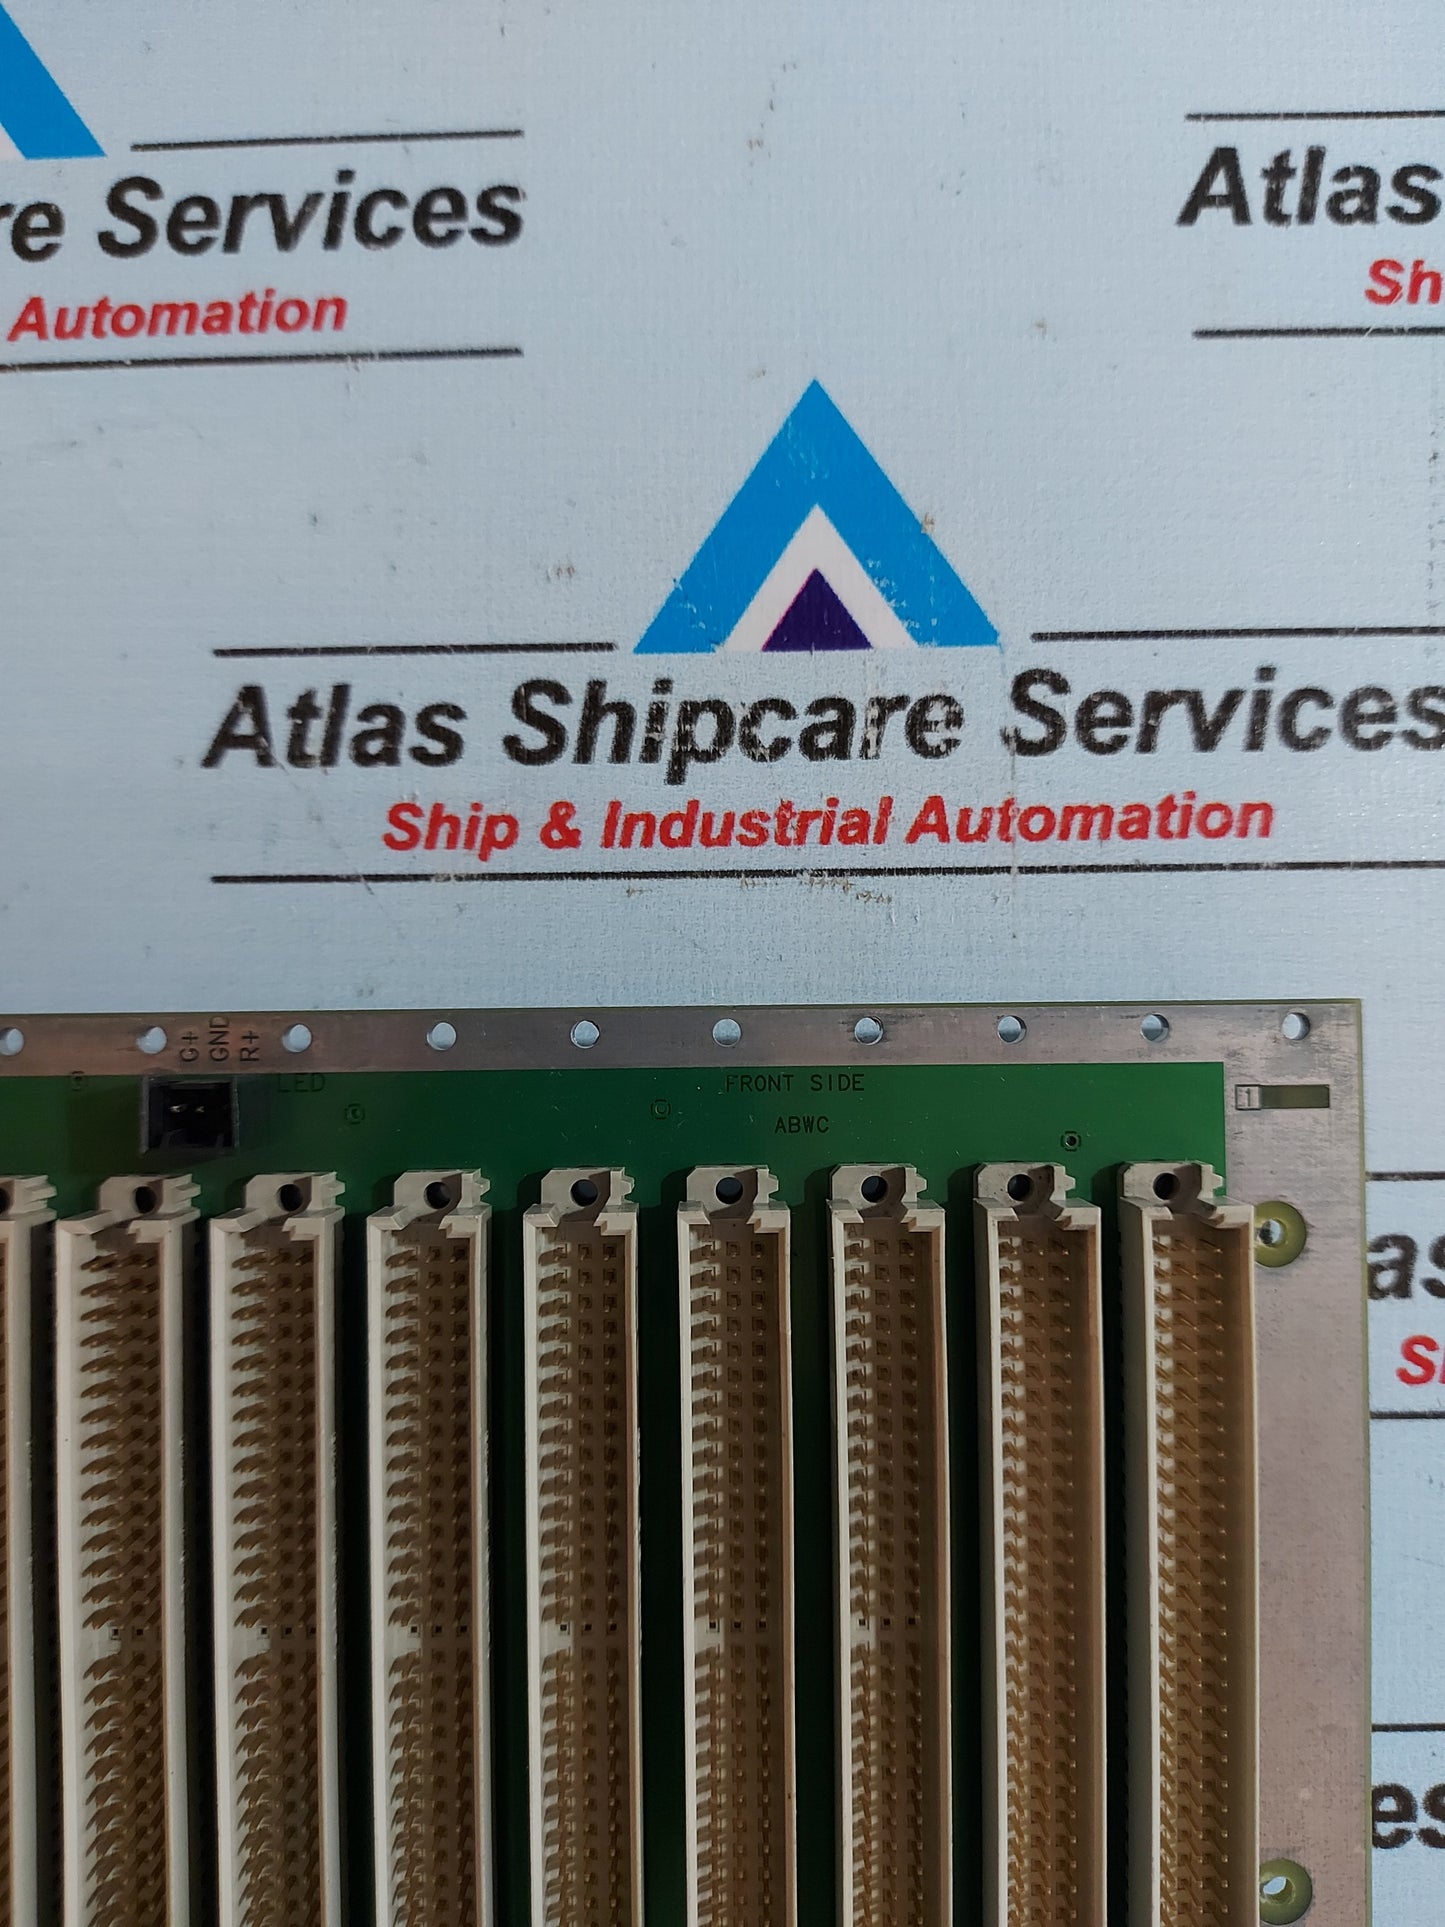 re Services
Automation
Atlas
Sh
Atlas Shipcare Services
Ship & Industrial Automation
G+
GND
R+
LED
FRONT SIDE
ABWC
1
as
S
es